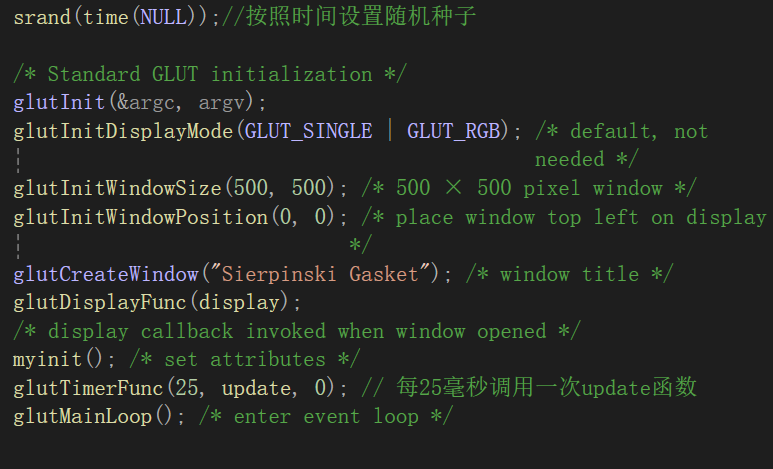 srand(time(NULL));//按照时间设置随机种子
/* Standard GLUT initialization */
glutInit(&argc, argv);
glutInitDisplayMode(GLUT_SINGLE | GLUT_RGB); /* default, not
needed */
glutInitWindowSize(500, 500); /* 500 × 500 pixel window */
glutInitWindowPosition(0, 0); /* place window top left on display
*/
glutCreateWindow("Sierpinski Gasket"); /* window title */
glutDisplayFunc(display);
/* display callback invoked when window opened */
myinit(); /* set attributes */
glutTimerFunc(25, update, 0); // 每25毫秒调用一次update函数
glutMainLoop(); /* enter event loop */